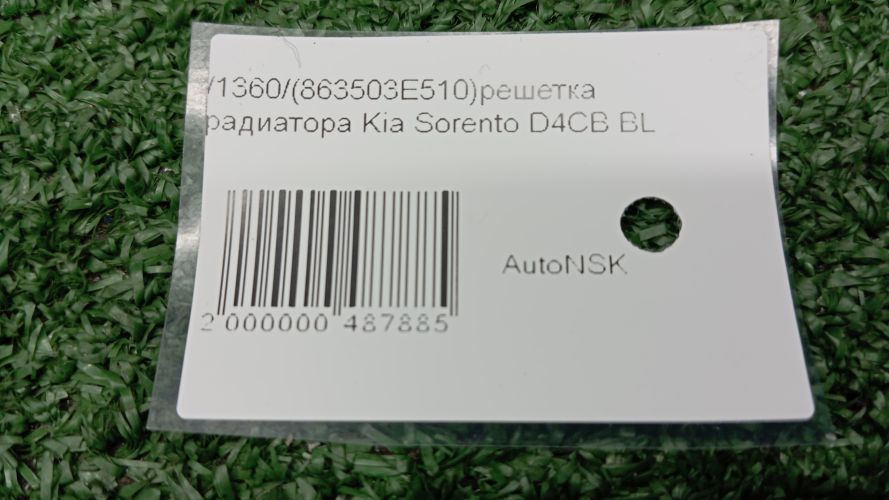 /1360/(863503E510)решетка
радиатора Kia Sorento D4CB BL
AutoNSK
2 000000 487885